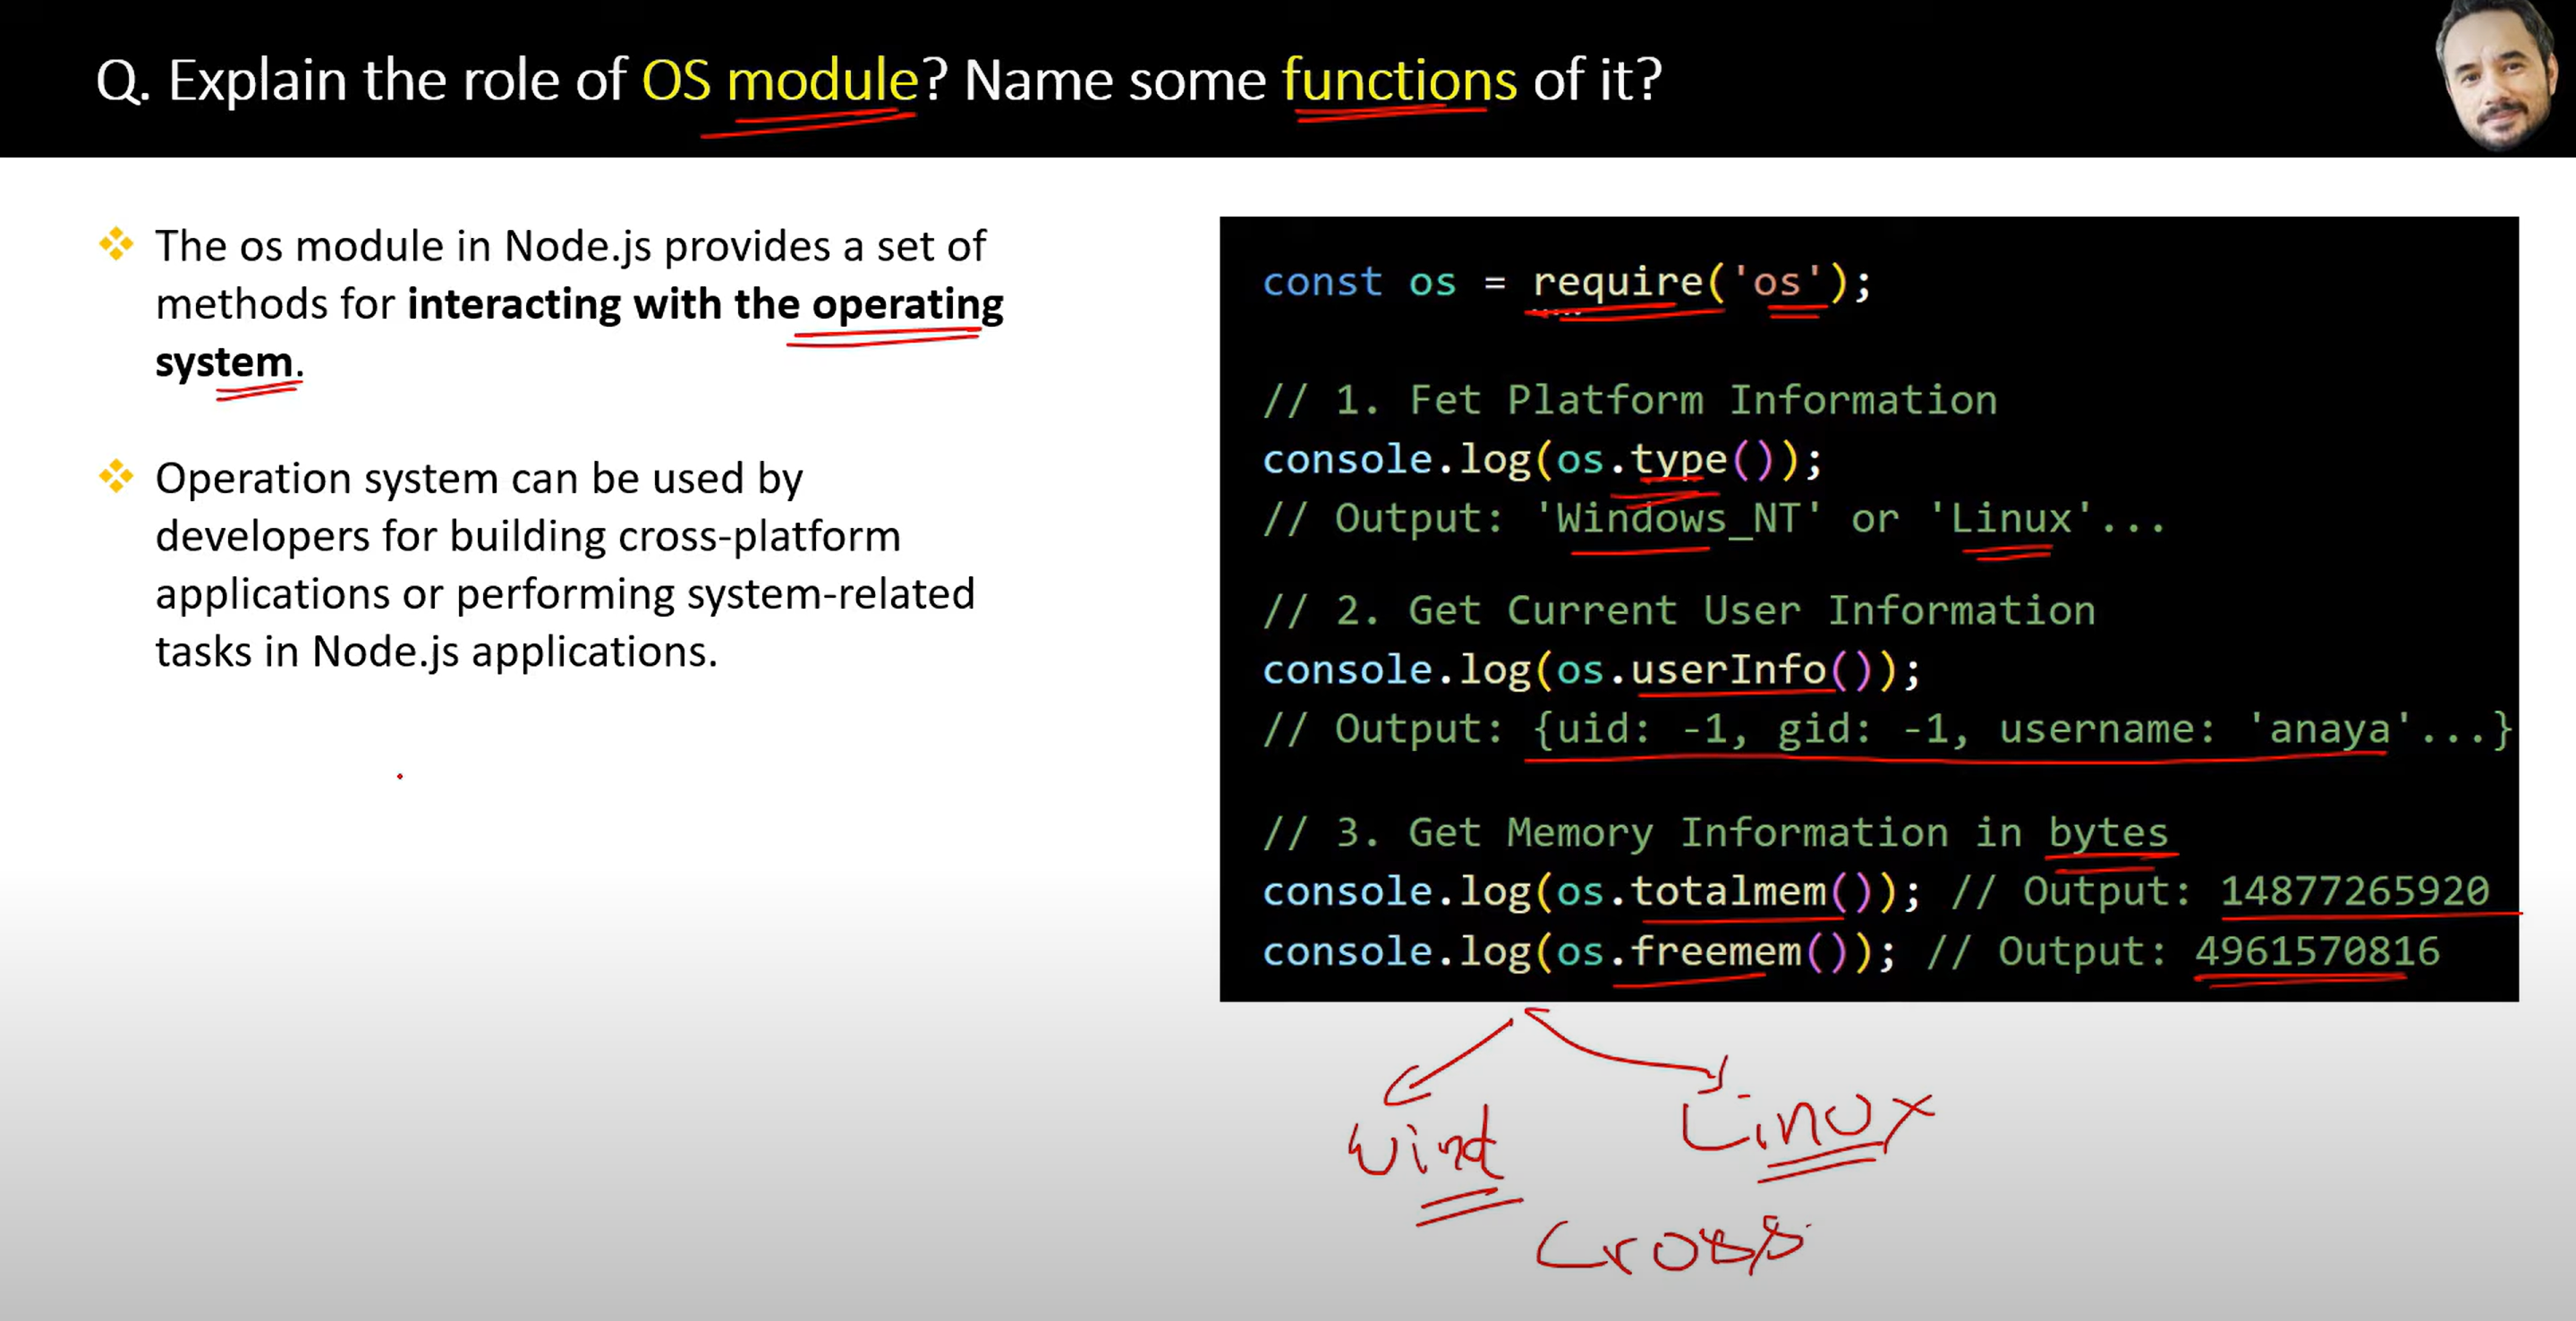 Q. Explain the role of OS module? Name some functions of it?
The os module in Node.js provides a set of
methods for interacting with the operating
system.
Operation system can be used by
developers for building cross-platform
applications or performing system-related
tasks in Node.js applications.
const os = require('os');
// 1. Fet Platform Information
console.log(os.type());
// Output: 'Windows_NT' or 'Linux'...
// 2. Get Current User Information
console.log(os.userInfo());
// Output: {uid: -1, gid: -1, username: 'anaya'...}
// 3. Get Memory Information in bytes
console.log(os.totalmem()); // Output: 14877265920
console.log(os.freemem()); // Output: 4961570816
Wind Linux
Cross